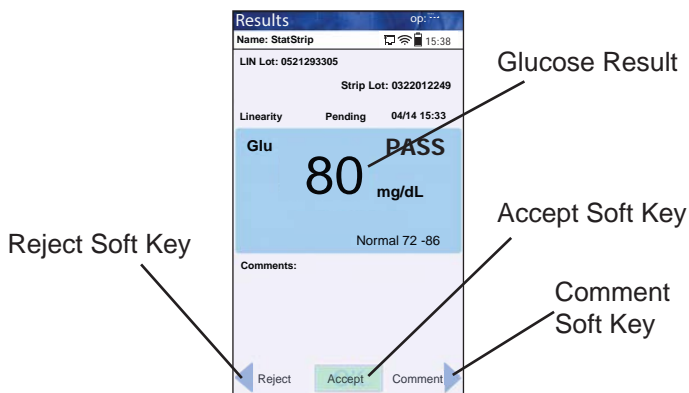 Results op: ---
Name: StatStrip 15:38
LIN Lot: 0521293305
Strip Lot: 0322012249
Linearity Pending 04/14 15:33
Glu PASS
80 mg/dL
Normal 72 -86
Comments:
Reject Accept Comment
Glucose Result
Accept Soft Key
Reject Soft Key
Comment
Soft Key